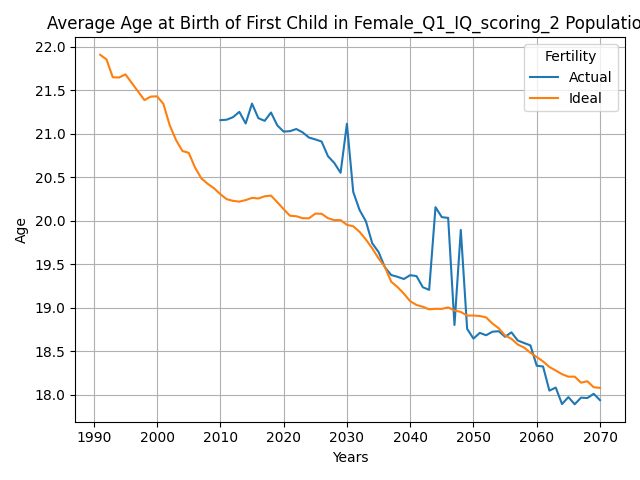 Average Age at Birth of First Child in Female_Q1_IQ_scoring_2 Populatio
Fertility
Actual
Ideal
22.0
21.5
21.0
20.5
20.0
19.5
19.0
18.5
18.0
Age
1990 2000 2010 2020 2030 2040 2050 2060 2070
Years